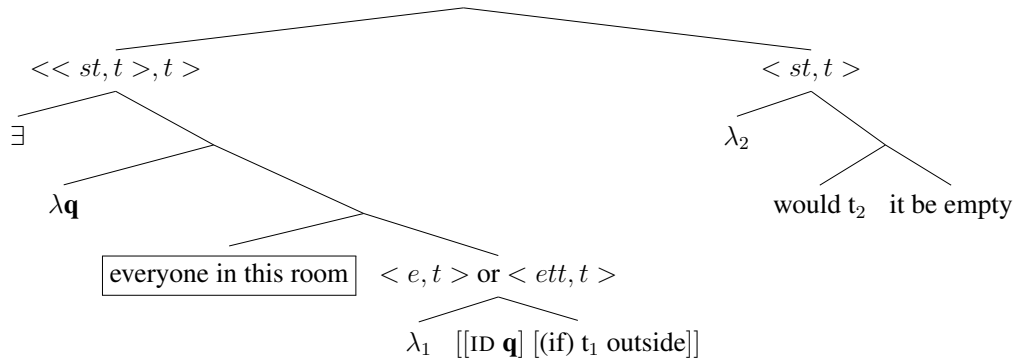 << st, t >, t >
< st, t >
∃
λ₂
λq
would t₂ it be empty
everyone in this room
< e, t > or < ett, t >
λ₁ [[ID q] [(if) t₁ outside]]